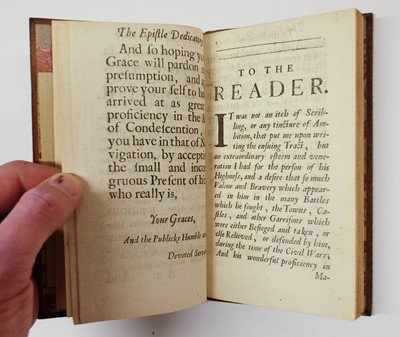 The Epistle Dedicatory
And so hoping you
Grace will pardon
presumption, and
prove your self to ha
arrived at as great
proficiency in the
of Condescention,
you have in that of N
vigation, by accepti
the small and incon
gruous Present of hi
who really is,
Your Graces,
And the Publicks Humble
Devoted Serva
TO THE
READER.
IT was not an itch of Scrib-
ling, or any tincture of Am-
bition, that put me upon wri-
ting the ensuing Tract, but
an extraordinary esteem and vene-
ration I had for the person of his
Highness, and a desire that so much
Valour and Bravery which appear-
ed in him in the many Battles
which he fought, the Towns, Ca-
stles, and other Garrisons which
were either Besieged and taken, or
else Relieved, or defended by him,
during the time of the Civil Wars;
And his wonderful proficiency in
Ma-